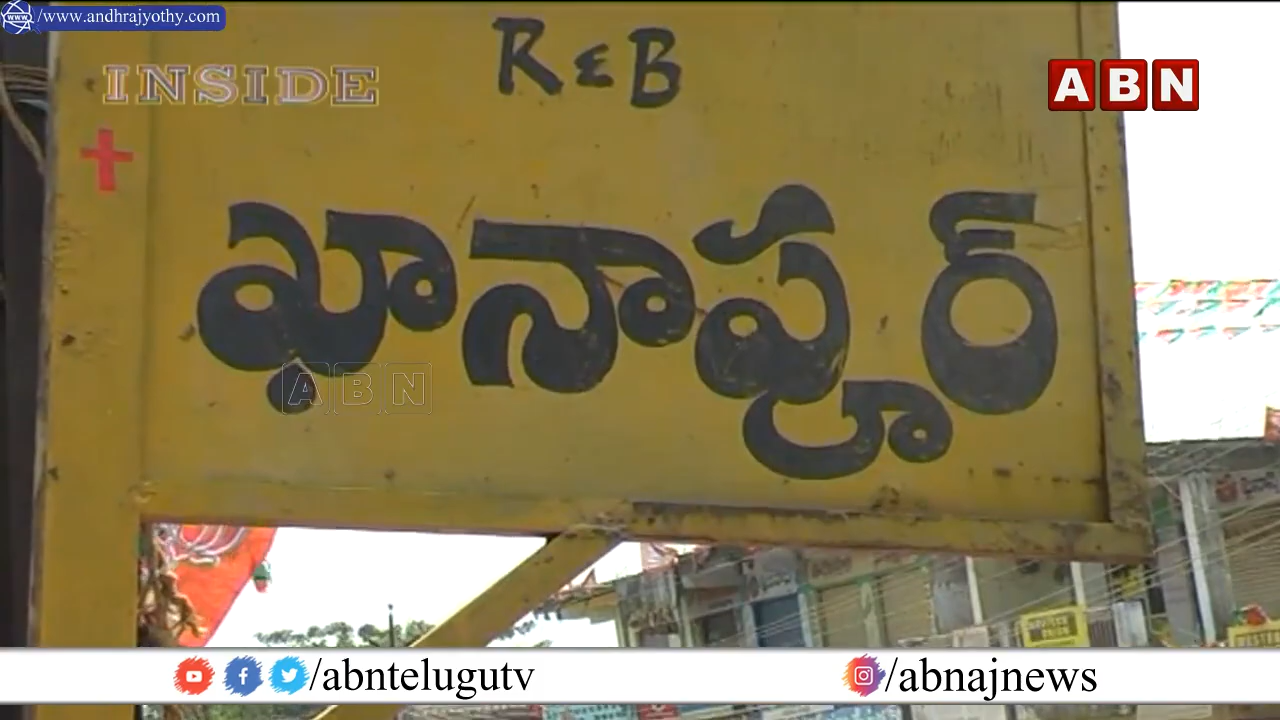 //www.andhrajyothy.com
INSIDE
R&B
ABN
ఖానాపూర్
ABN
/abntelugutv
/abnajnews